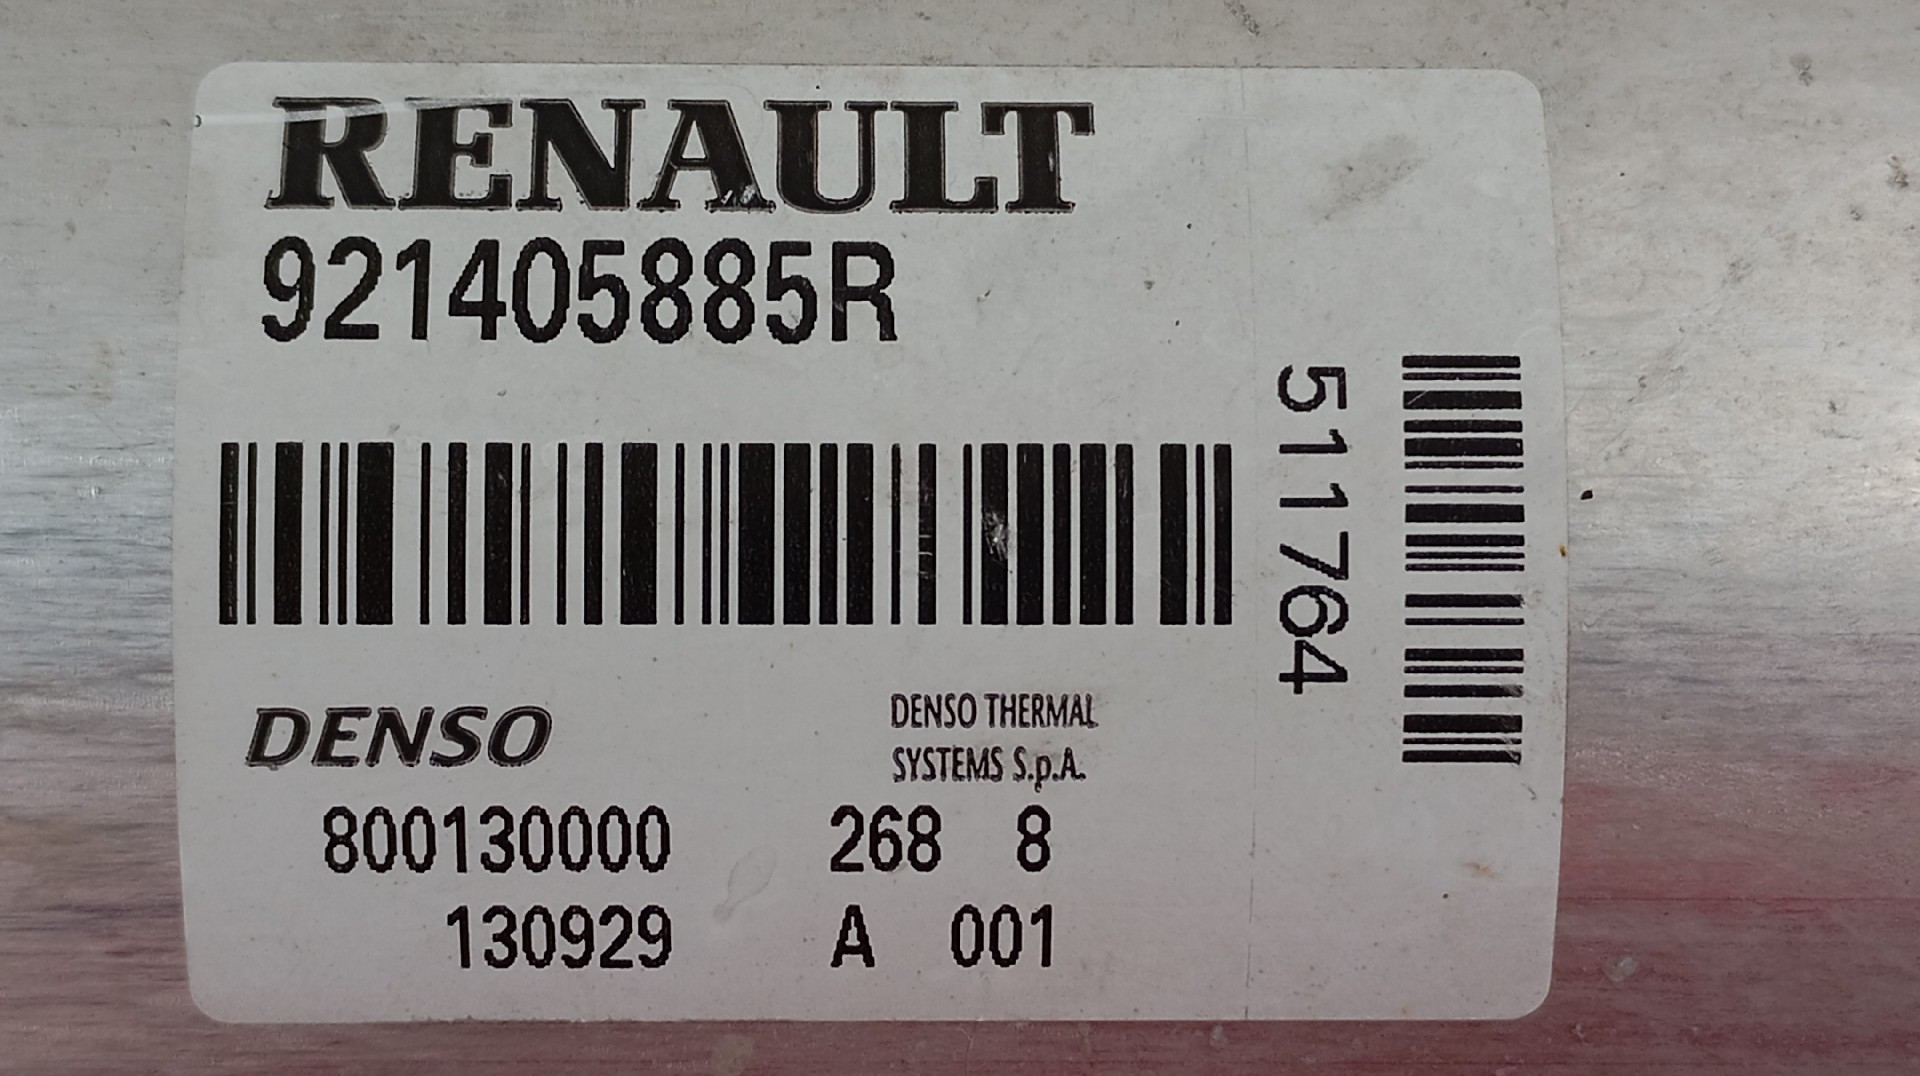 RENAULT
921405885R
511764
DENSO
DENSO THERMAL
SYSTEMS S.p.A.
800130000 268 8
130929 A 001